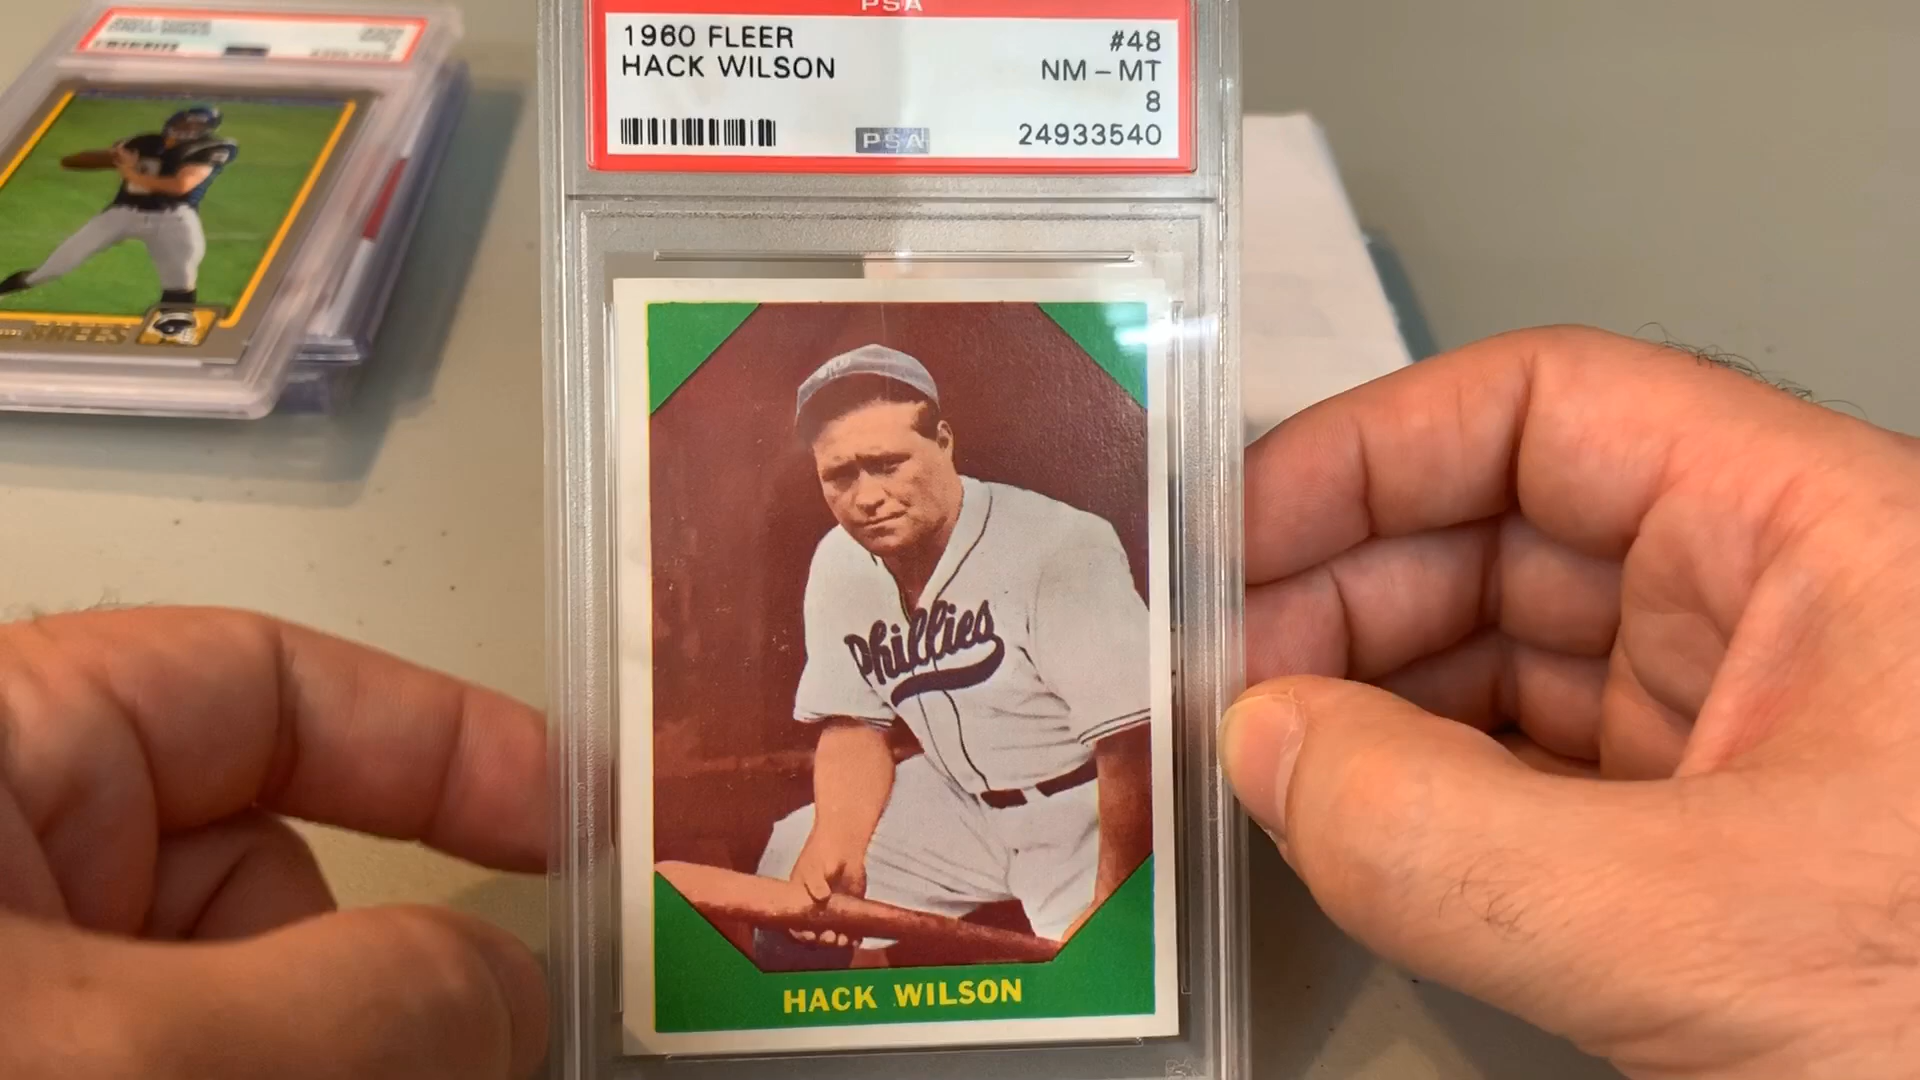 PSA
1960 FLEER
#48
HACK WILSON
NM - MT
8
PSA
24933540
Phillies
HACK WILSON